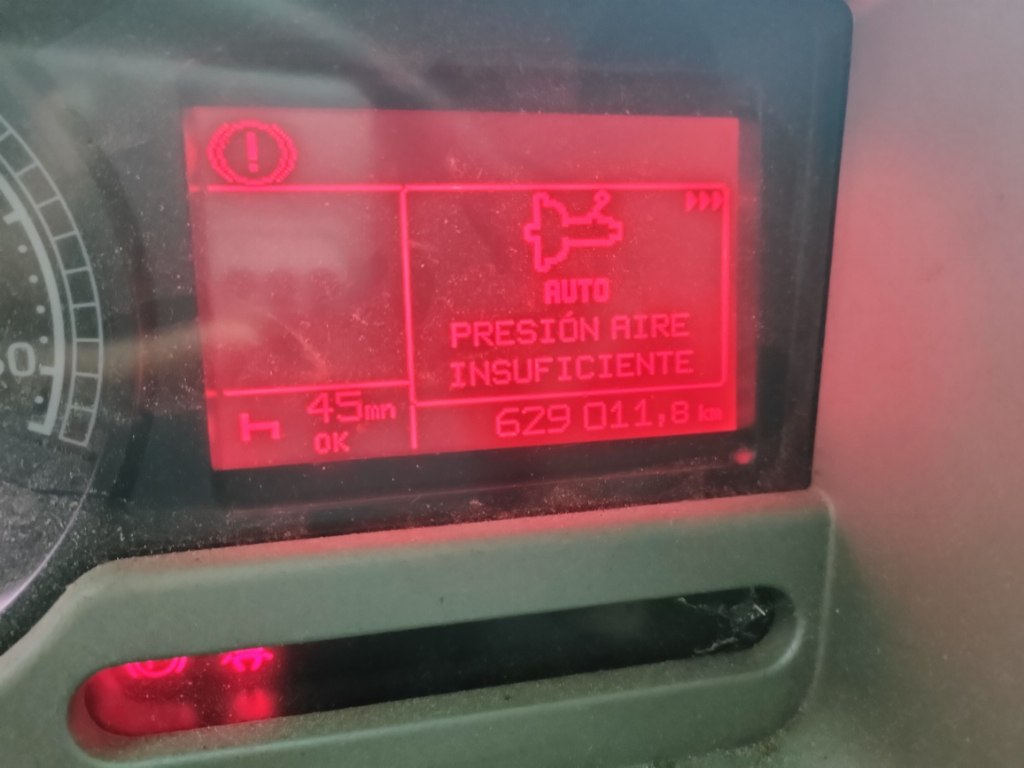 AUTO
PRESIÓN AIRE
INSUFICIENTE
45mn
OK
629 011,8 km